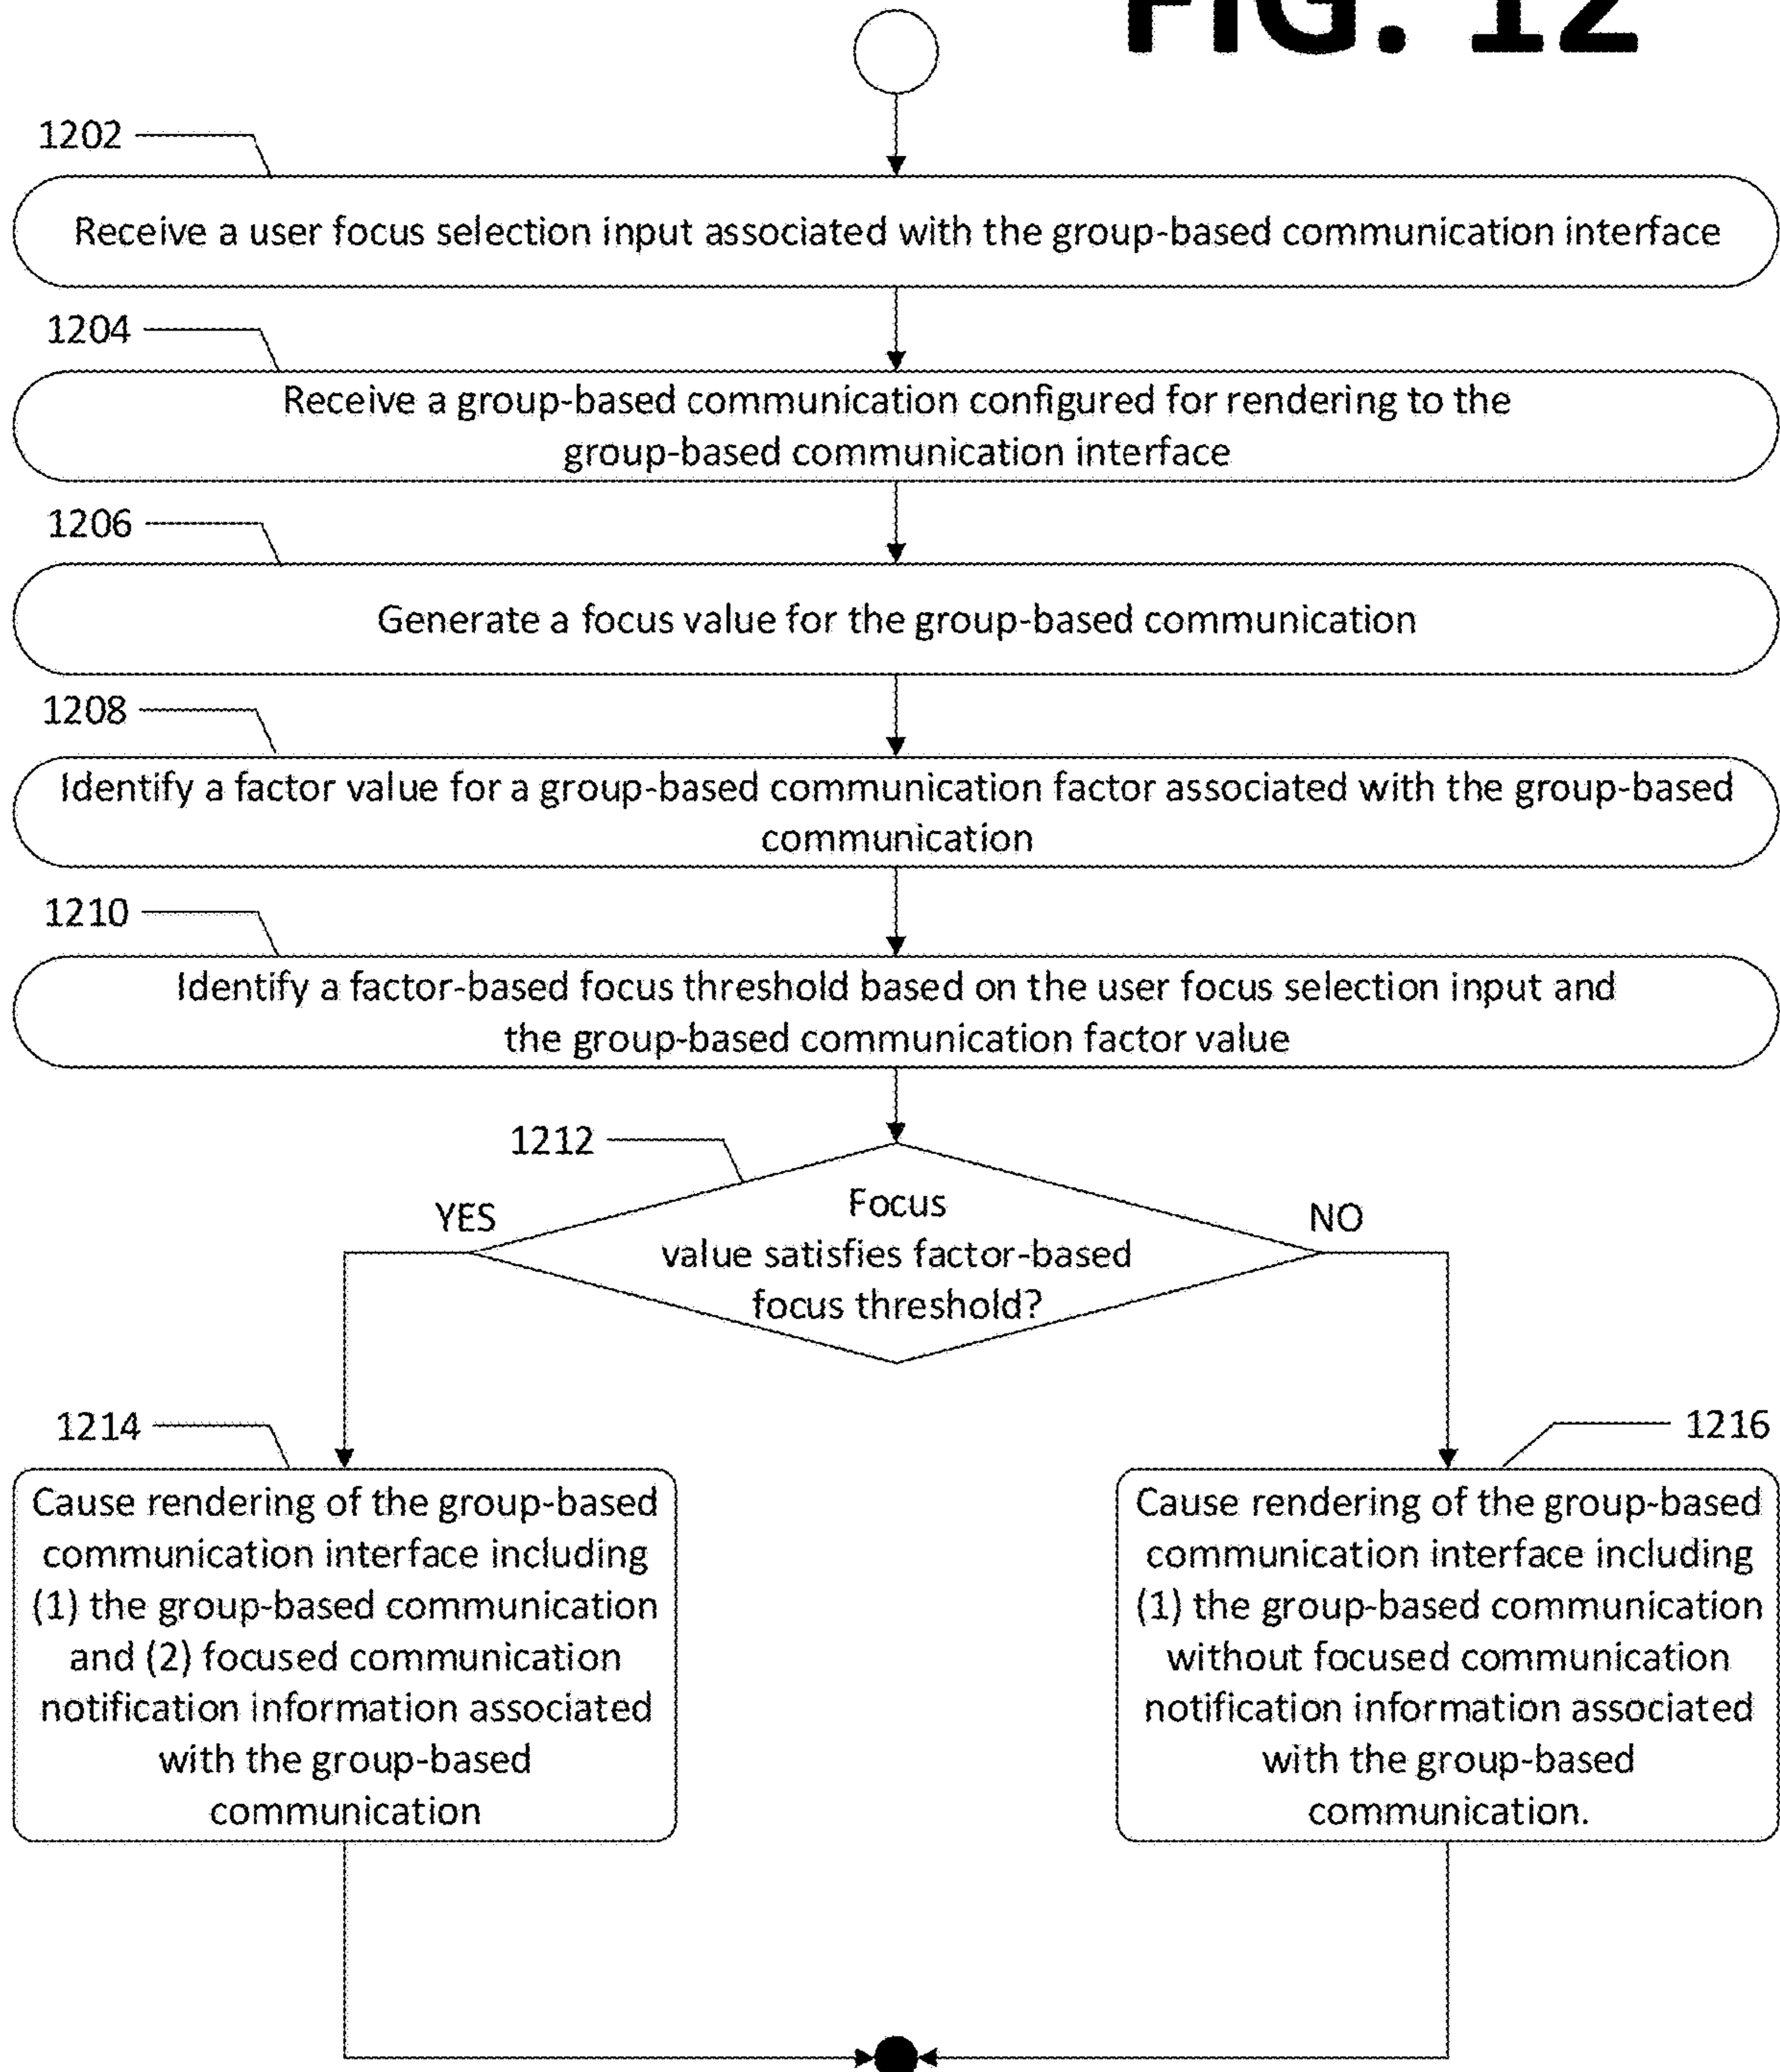 FIG. 12
1202
Receive a user focus selection input associated with the group-based communication interface
1204
Receive a group-based communication configured for rendering to the
group-based communication interface
1206
Generate a focus value for the group-based communication
1208
Identify a factor value for a group-based communication factor associated with the group-based
communication
1210
Identify a factor-based focus threshold based on the user focus selection input and
the group-based communication factor value
1212
YES
Focus
value satisfies factor-based
focus threshold?
NO
1214
Cause rendering of the group-based
communication interface including
(1) the group-based communication
and (2) focused communication
notification information associated
with the group-based
communication
1216
Cause rendering of the group-based
communication interface including
(1) the group-based communication
without focused communication
notification information associated
with the group-based
communication.